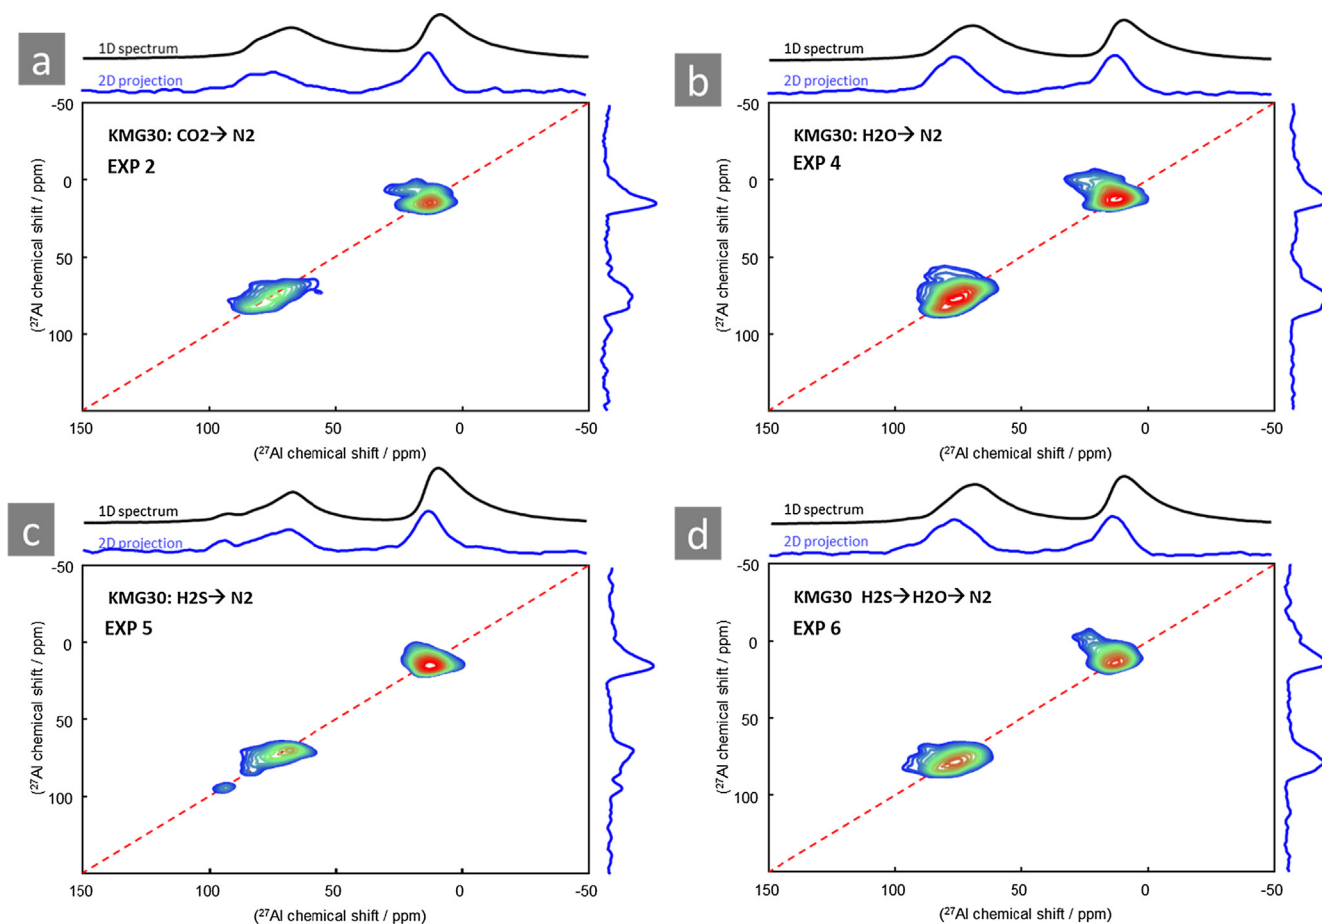 a
1D spectrum
2D projection
-50
0
50
100
KMG30: CO2→ N2
EXP 2
(27Al chemical shift / ppm)
150
100
50
0
-50
(27Al chemical shift / ppm)
b
1D spectrum
2D projection
-50
0
50
100
KMG30: H2O→ N2
EXP 4
(27Al chemical shift / ppm)
150
100
50
0
-50
(27Al chemical shift / ppm)
c
1D spectrum
2D projection
-50
0
50
100
KMG30: H2S→ N2
EXP 5
(27Al chemical shift / ppm)
150
100
50
0
-50
(27Al chemical shift / ppm)
d
1D spectrum
2D projection
-50
0
50
100
KMG30 H2S→H2O→ N2
EXP 6
(27Al chemical shift / ppm)
150
100
50
0
-50
(27Al chemical shift / ppm)